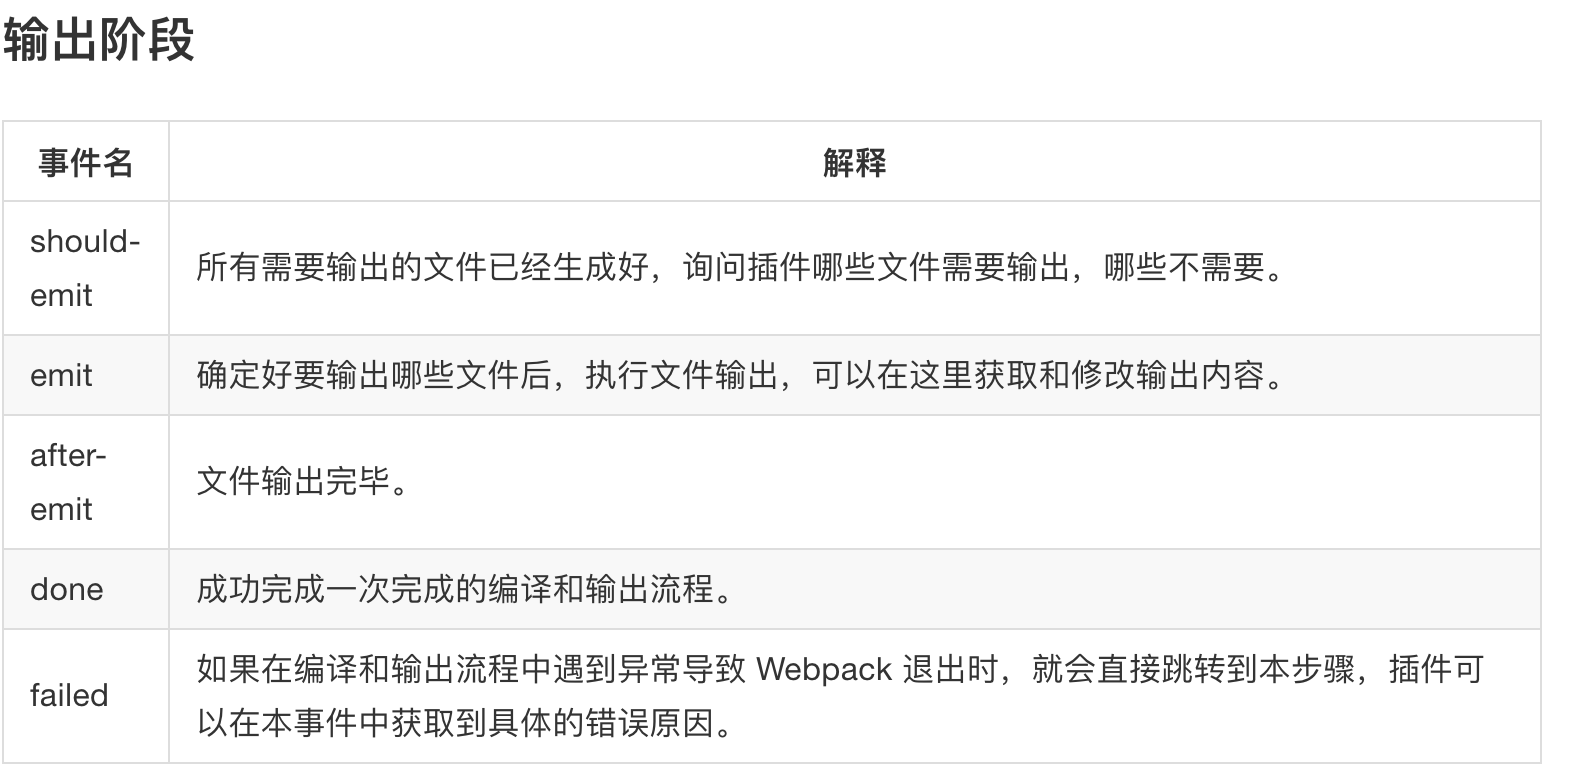 输出阶段
事件名
解释
should-
emit
所有需要输出的文件已经生成好，询问插件哪些文件需要输出，哪些不需要。
emit
确定好要输出哪些文件后，执行文件输出，可以在这里获取和修改输出内容。
after-
emit
文件输出完毕。
done
成功完成一次完成的编译和输出流程。
failed
如果在编译和输出流程中遇到异常导致 Webpack 退出时，就会直接跳转到本步骤，插件可
以在本事件中获取到具体的错误原因。